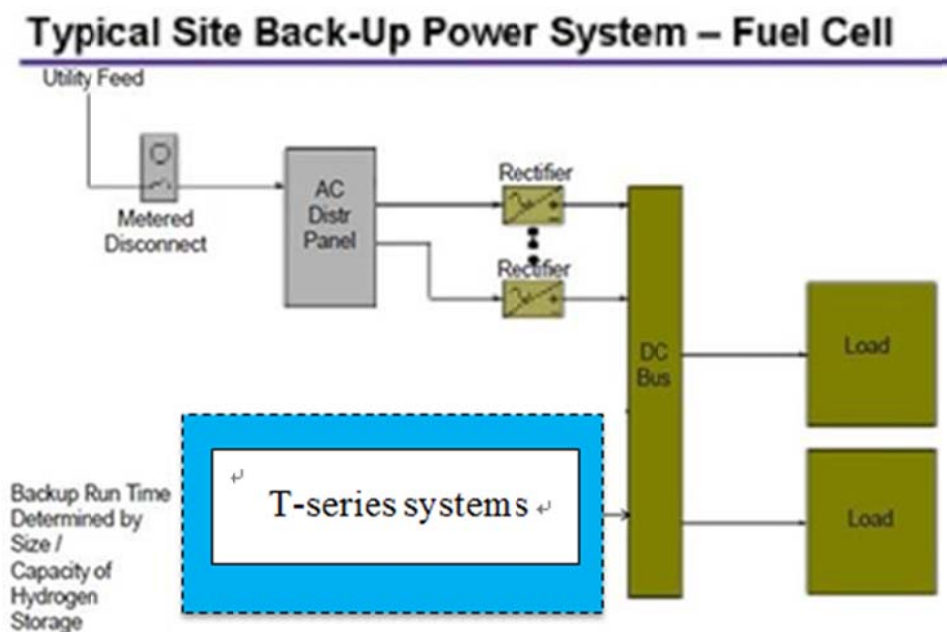 Typical Site Back-Up Power System – Fuel Cell
Utility Feed
Metered
Disconnect
AC
Distr
Panel
Rectifier
Rectifier
DC
Bus
Load
Load
T-series systems
Backup Run Time
Determined by
Size /
Capacity of
Hydrogen
Storage